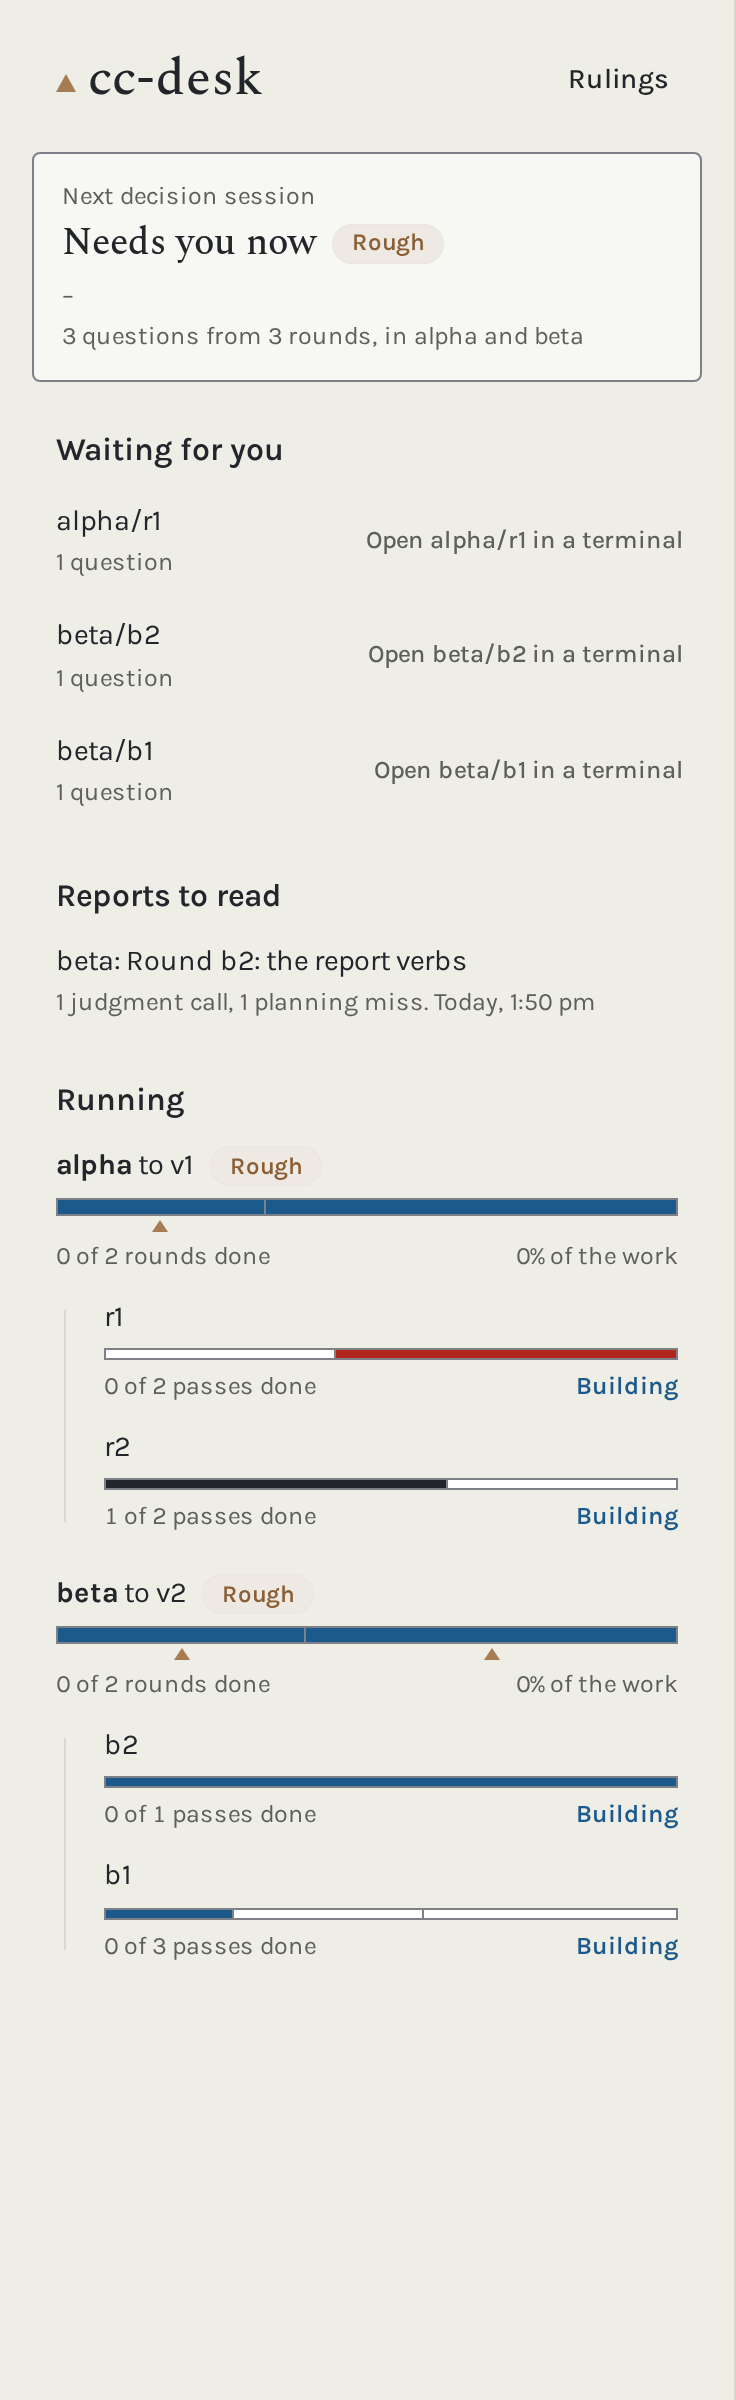 cc-desk
Rulings
Next decision session
Needs you now Rough
–
3 questions from 3 rounds, in alpha and beta
Waiting for you
alpha/r1
1 question
Open alpha/r1 in a terminal
beta/b2
1 question
Open beta/b2 in a terminal
beta/b1
1 question
Open beta/b1 in a terminal
Reports to read
beta: Round b2: the report verbs
1 judgment call, 1 planning miss. Today, 1:50 pm
Running
alpha to v1 Rough
0 of 2 rounds done
0% of the work
r1
0 of 2 passes done
Building
r2
1 of 2 passes done
Building
beta to v2 Rough
0 of 2 rounds done
0% of the work
b2
0 of 1 passes done
Building
b1
0 of 3 passes done
Building